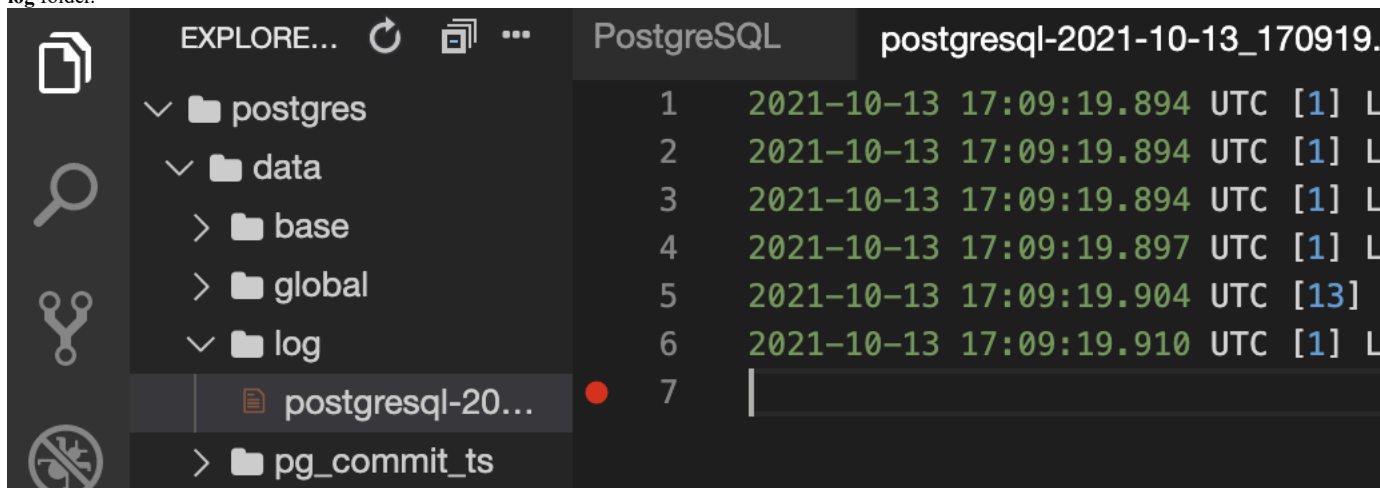 log folder.
EXPLORE...
postgres
data
base
global
log
postgresql-20...
pg_commit_ts
PostgreSQL
postgresql-2021-10-13_170919.
1 2021-10-13 17:09:19.894 UTC [1] L
2 2021-10-13 17:09:19.894 UTC [1] L
3 2021-10-13 17:09:19.894 UTC [1] L
4 2021-10-13 17:09:19.897 UTC [1] L
5 2021-10-13 17:09:19.904 UTC [13]
6 2021-10-13 17:09:19.910 UTC [1] L
7